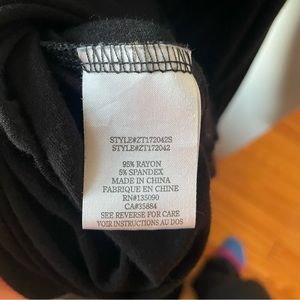 STYLE#ZT172042S
STYLE#ZT172042
95% RAYON
5% SPANDEX
MADE IN CHINA
FABRIQUE EN CHINE
RN#135090
CA#35884
SEE REVERSE FOR CARE
VOIR INSTRUCTIONS AU DOS